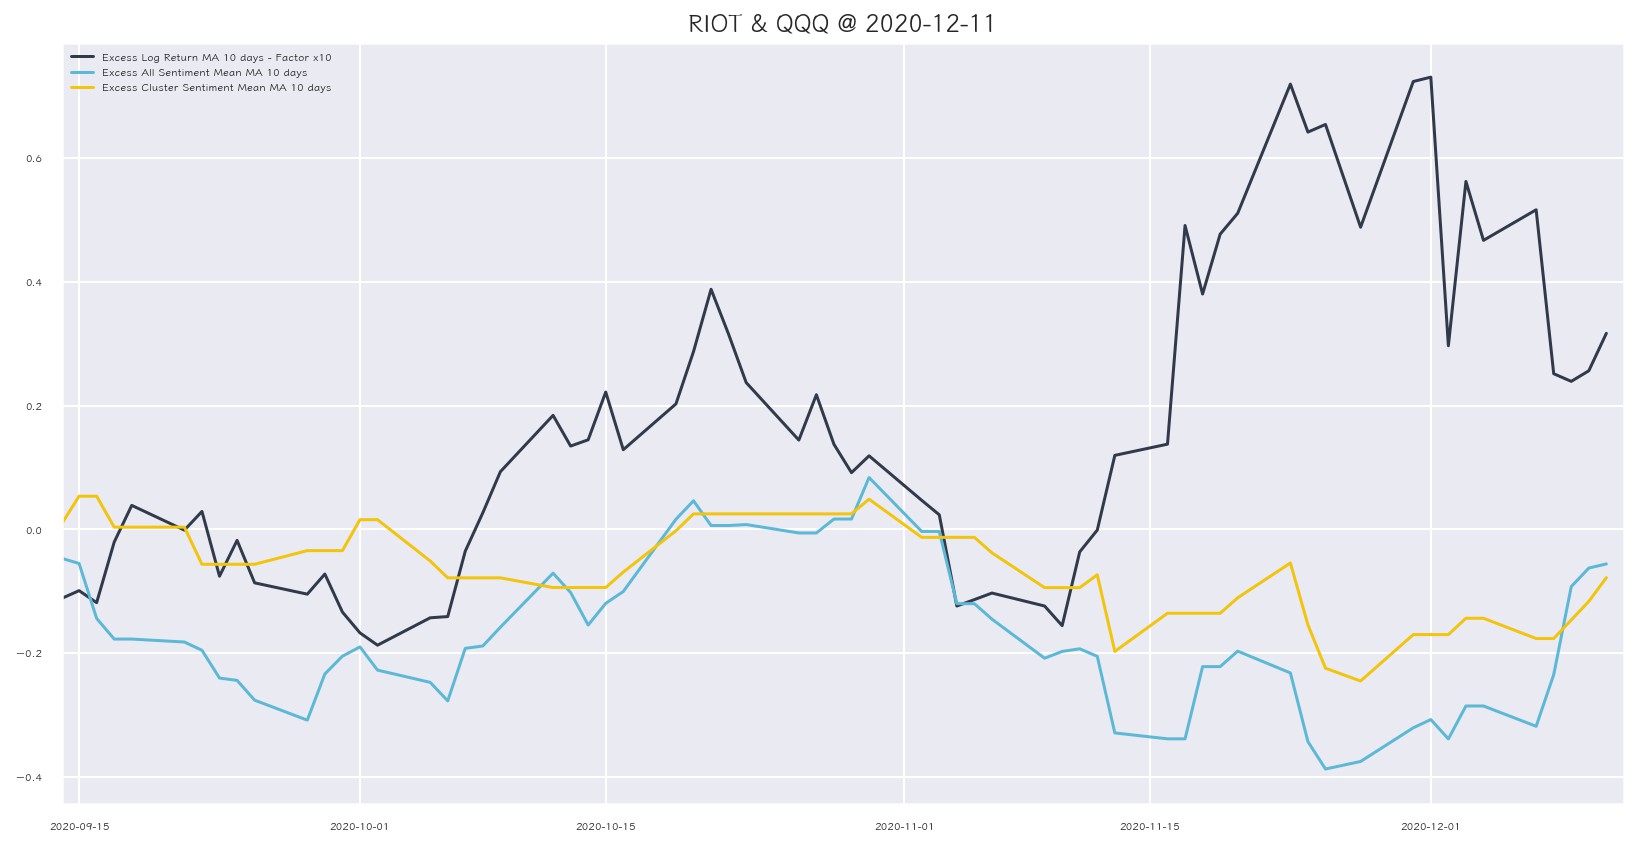 RIOT & QQQ @ 2020-12-11
Excess Log Return MA 10 days - Factor x10
Excess All Sentiment Mean MA 10 days
Excess Cluster Sentiment Mean MA 10 days
0.6
0.4
0.2
0.0
−0.2
−0.4
2020-09-15 2020-10-01 2020-10-15 2020-11-01 2020-11-15 2020-12-01